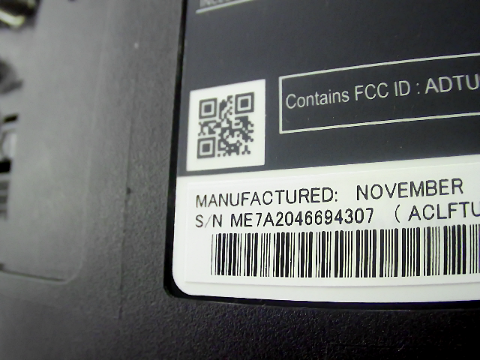 Contains FCC ID : ADTU
MANUFACTURED: NOVEMBER
S/N ME7A2046694307 ( ACLFTU